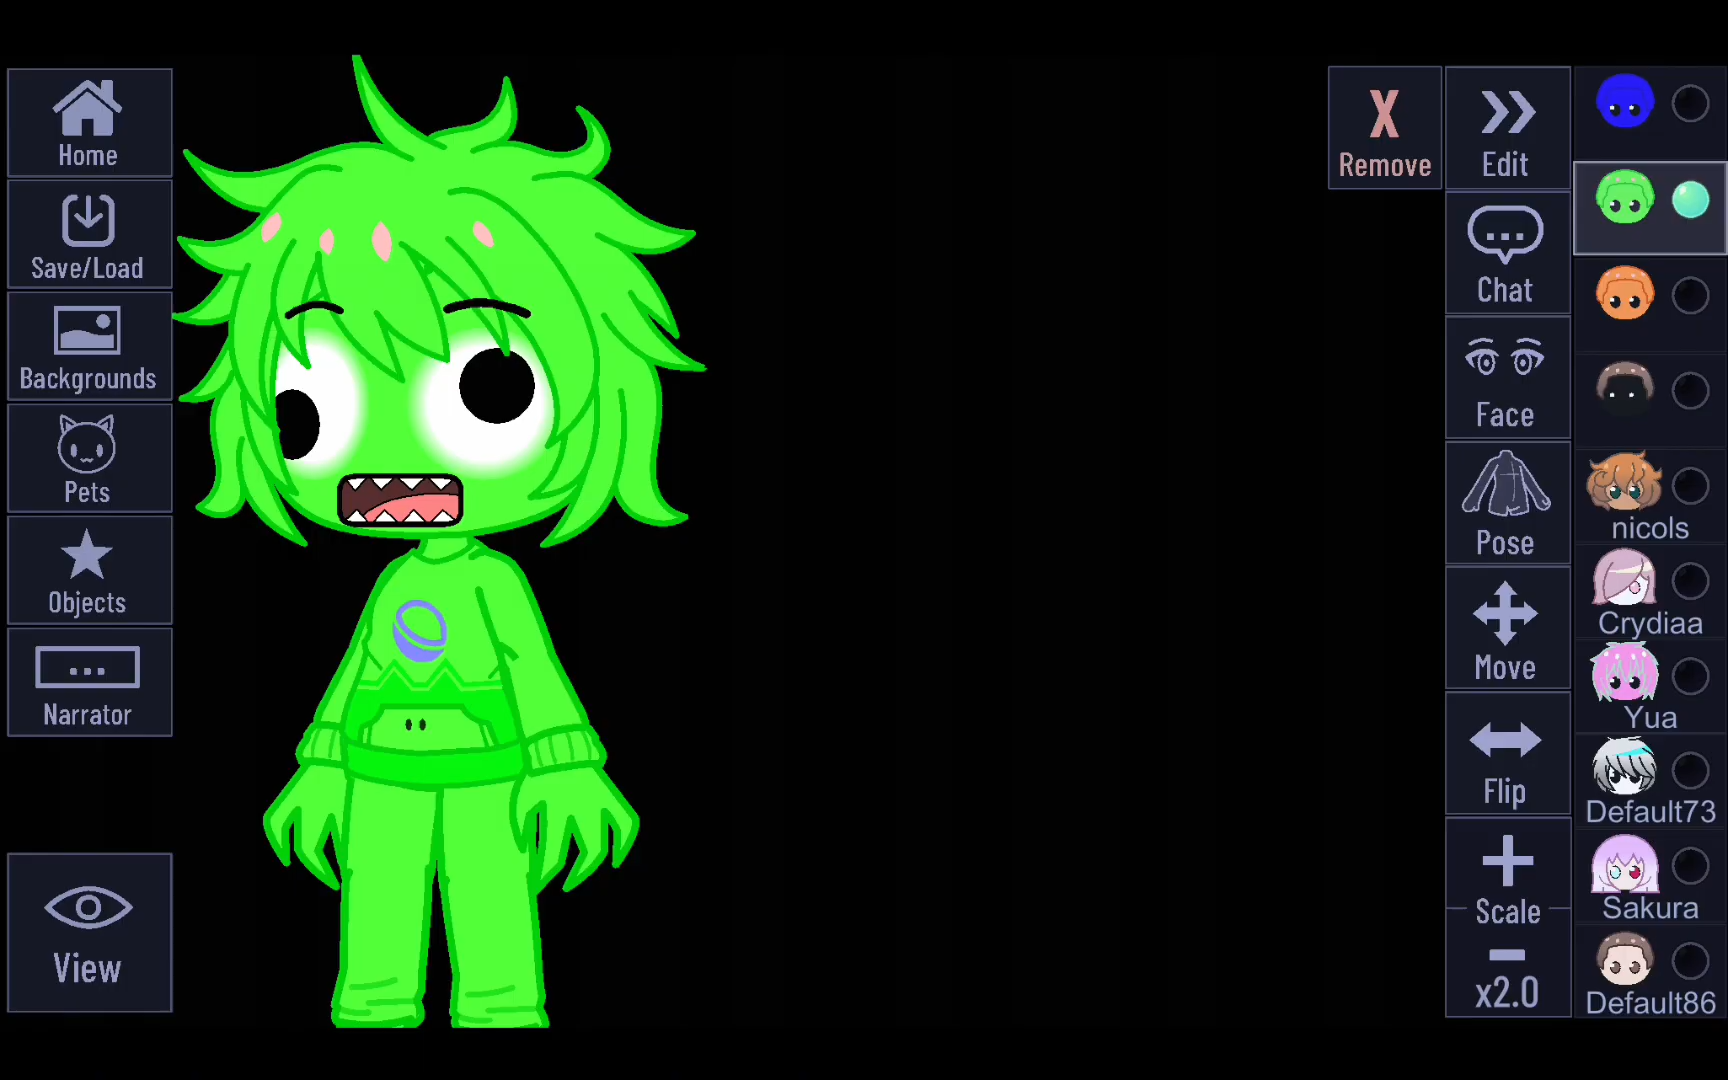 Home
Save/Load
Backgrounds
Pets
Objects
Narrator
View
X
Remove
Edit
Chat
Face
Pose
Move
Flip
Scale
x2.0
nicols
Crydiaa
Yua
Default73
Sakura
Default86